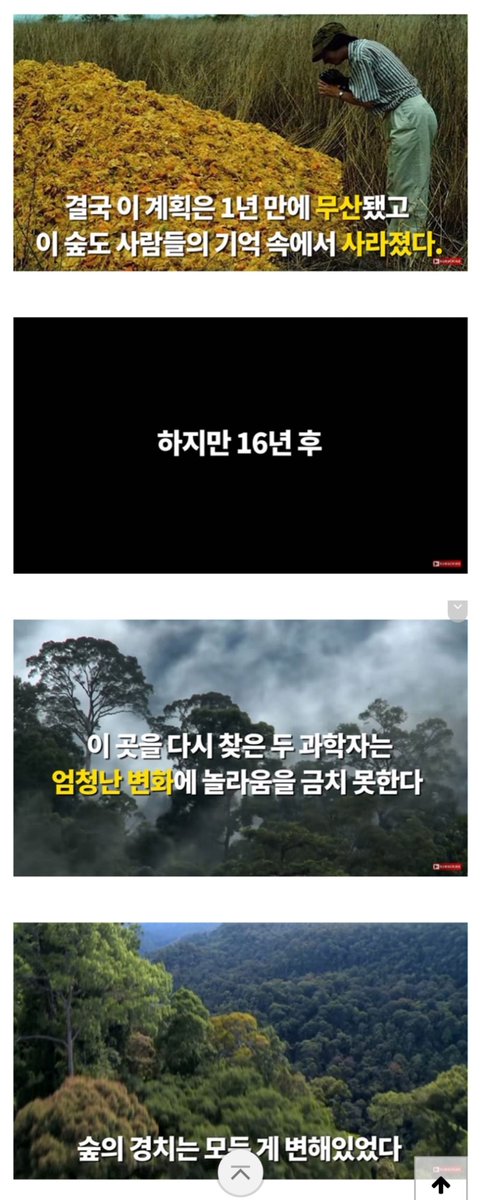 결국 이 계획은 1년 만에 무산됐고
이 숲도 사람들의 기억 속에서 사라졌다.
하지만 16년 후
이 곳을 다시 찾은 두 과학자는
엄청난 변화에 놀라움을 금치 못한다
숲의 경치는 모든 게 변해있었다